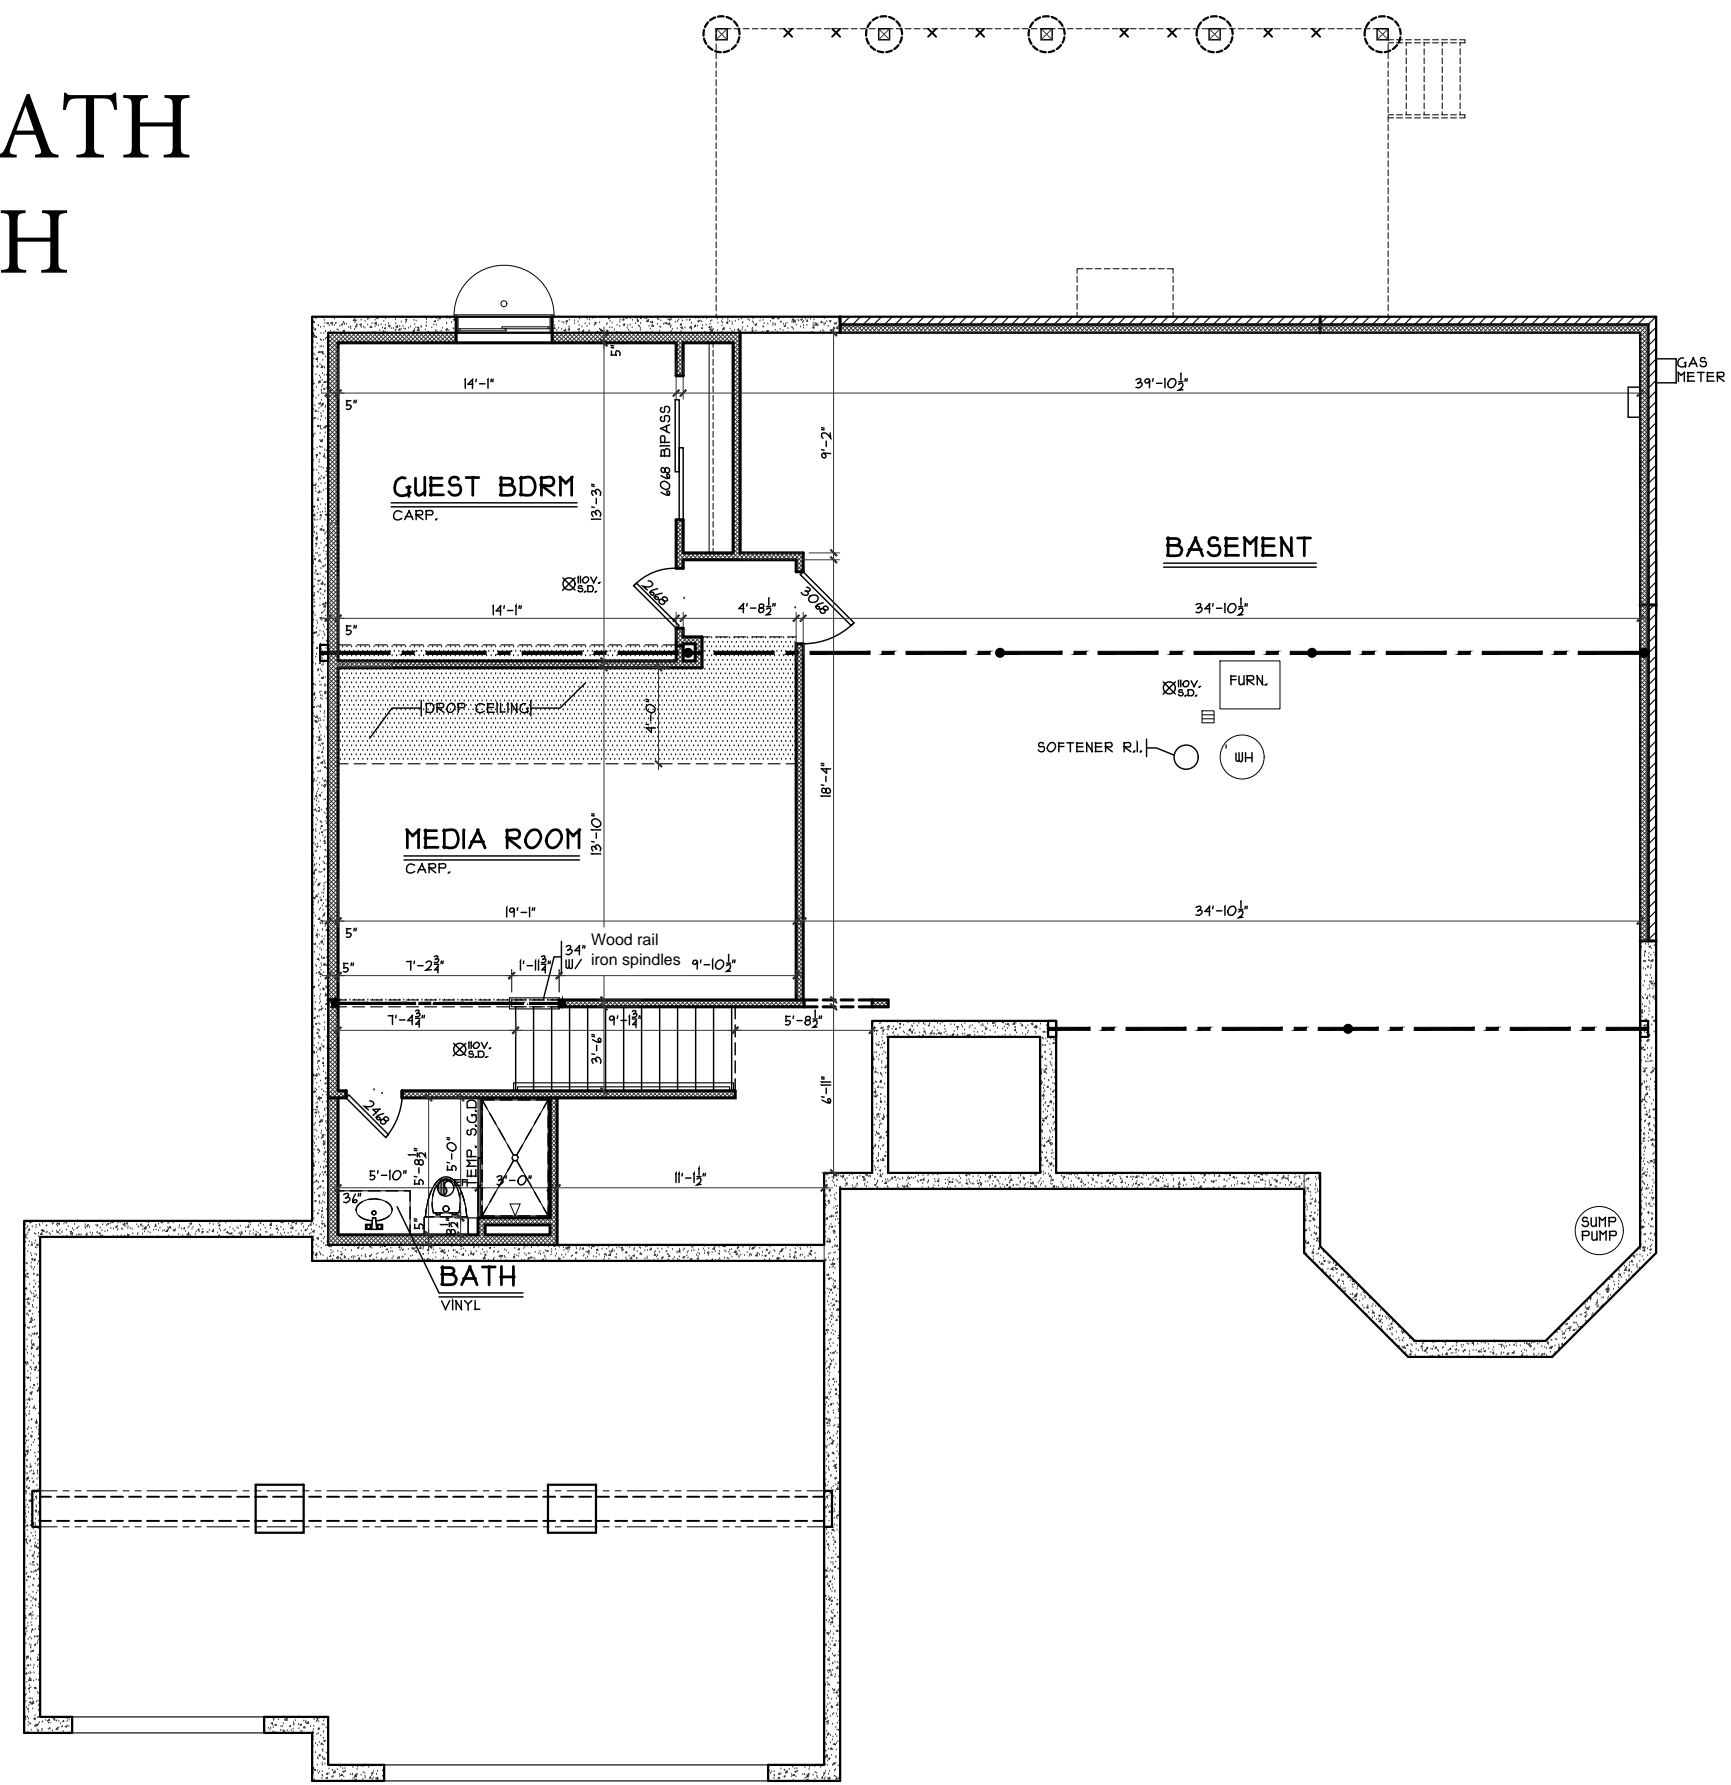 ATH
H
GAS
METER
5"
14'-1"
39'-10½"
5"
6068 BIPASS
9'-2"
GUEST BDRM
CARP.
13'-3"
BASEMENT
110V.
S.D.
2668
3068
14'-1"
4'-8½"
34'-10½"
5"
110V.
S.D.
FURN.
DROP CEILING
4'-0"
SOFTENER R.I.
WH
18'-4"
MEDIA ROOM
CARP.
13'-10"
19'-1"
34'-10½"
5"
34"
W/
Wood rail
iron spindles
5"
7'-2¾"
1'-11¾"
9'-10½"
7'-4¾"
9'-1¾"
5'-8½"
110V.
S.D.
3'-6"
2468
6'-11"
TEMP. S.G.D.
5'-8½"
5'-0"
5'-10"
3'-0"
11'-1½"
36"
5"
8½"
SUMP
PUMP
BATH
VINYL